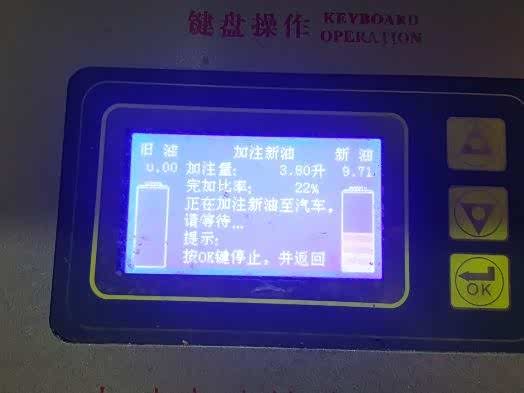 键盘操作 KEYBOARD OPERATION
旧油 加注新油 新油
0.00 加注量: 3.80升 9.71
完加比率: 22%
正在加注新油至汽车,
请等待...
提示:
按OK键停止，并返回
OK